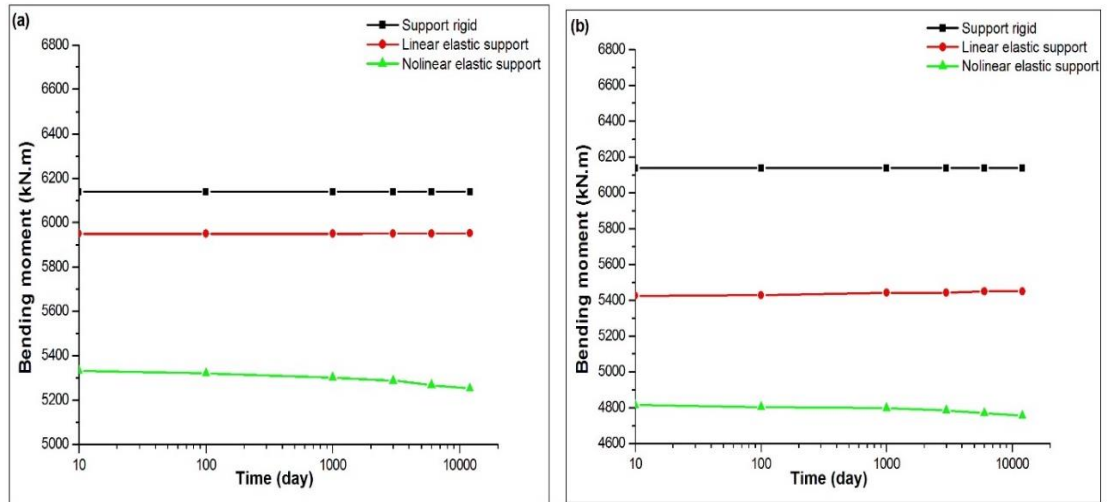 (a)
Support rigid
Linear elastic support
Nolinear elastic support
6800
6600
6400
6200
6000
5800
5600
5400
5200
5000
Bending moment (kN.m)
10 100 1000 10000
Time (day)
(b)
Support rigid
Linear elastic support
Nolinear elastic support
6800
6600
6400
6200
6000
5800
5600
5400
5200
5000
4800
4600
Bending moment (kN.m)
10 100 1000 10000
Time (day)